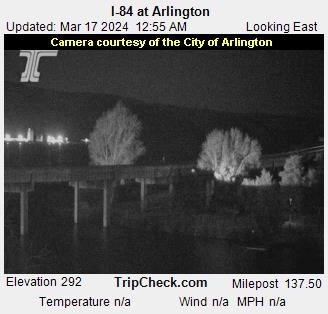 I-84 at Arlington
Updated: Mar 17 2024 12:55 AM Looking East
Camera courtesy of the City of Arlington
Elevation 292 TripCheck.com Milepost 137.50
Temperature n/a Wind n/a MPH n/a